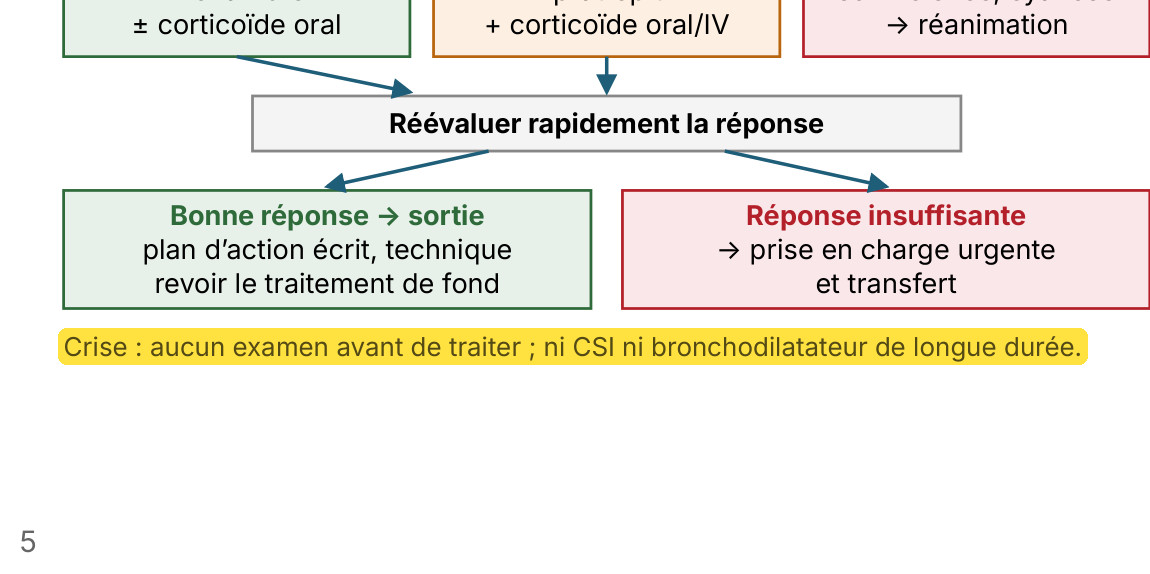 ± corticoïde oral
+ corticoïde oral/IV
→ réanimation
Réévaluer rapidement la réponse
Bonne réponse → sortie
plan d’action écrit, technique
revoir le traitement de fond
Réponse insuffisante
→ prise en charge urgente
et transfert
Crise : aucun examen avant de traiter ; ni CSI ni bronchodilatateur de longue durée.
5